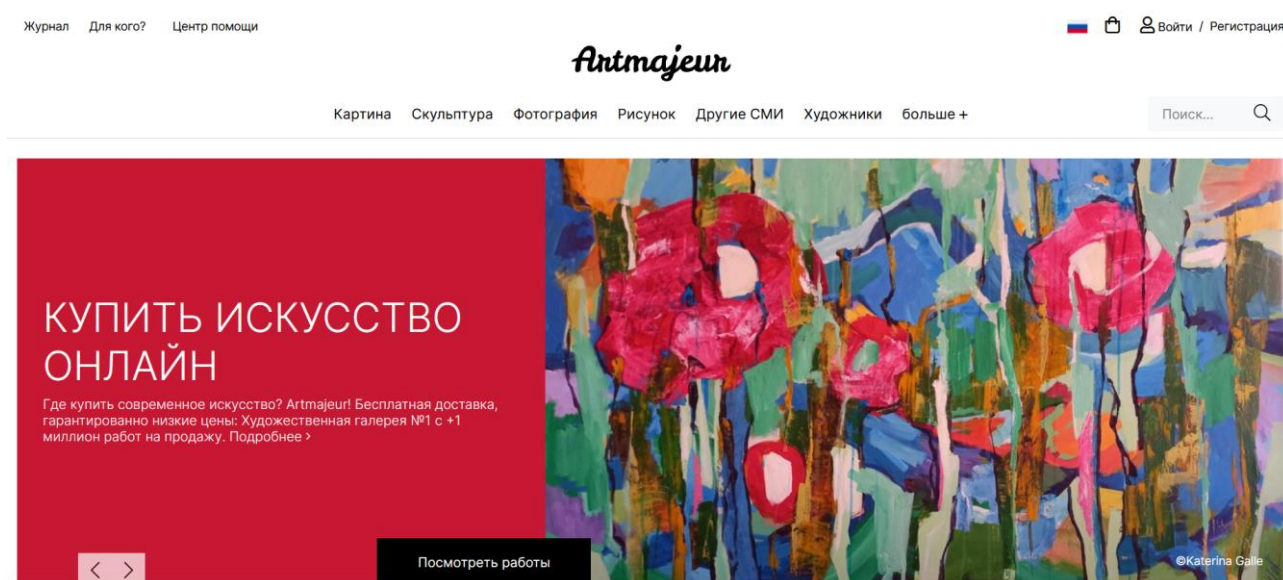 Журнал Для кого? Центр помощи
Войти / Регистрация
Artmajeur
Картина Скульптура Фотография Рисунок Другие СМИ Художники больше +
Поиск...
КУПИТЬ ИСКУССТВО
ОНЛАЙН
Где купить современное искусство? Artmajeur! Бесплатная доставка,
гарантированно низкие цены: Художественная галерея №1 с +1
миллион работ на продажу. Подробнее >
Посмотреть работы
©Katerina Galle